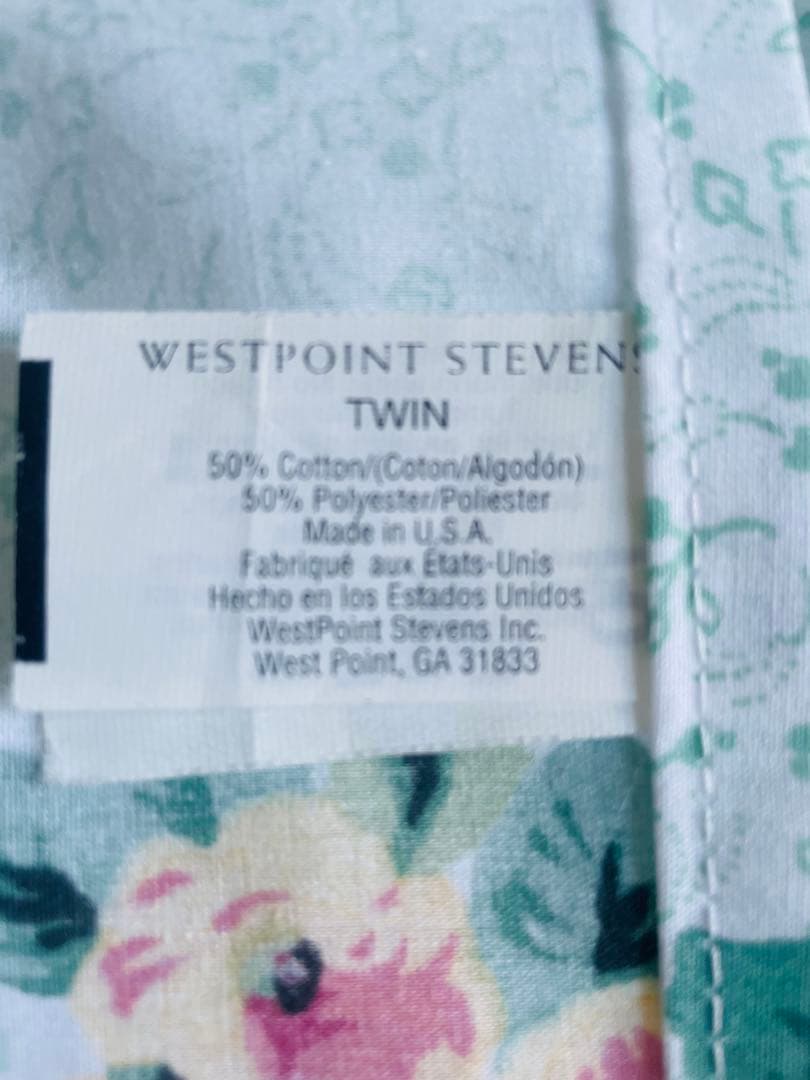 WESTPOINT STEVENS
TWIN
50% Cotton/(Coton/Algodón)
50% Polyester/Poliester
Made in U.S.A.
Fabriqué aux États-Unis
Hecho en los Estados Unidos
WestPoint Stevens Inc.
West Point, GA 31833